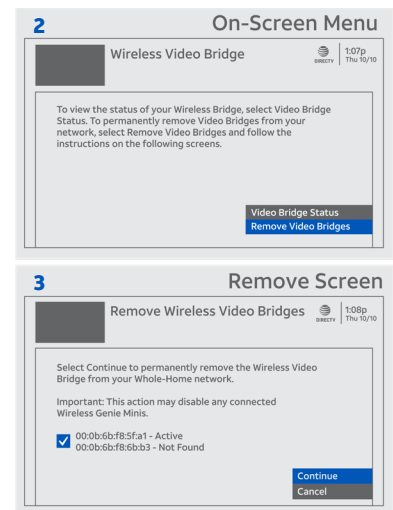 2
On-Screen Menu
Wireless Video Bridge
DIRECTV
1:07p
Thu 10/10
To view the status of your Wireless Bridge, select Video Bridge
Status. To permanently remove Video Bridges from your
network, select Remove Video Bridges and follow the
instructions on the following screens.
Video Bridge Status
Remove Video Bridges
3
Remove Screen
Remove Wireless Video Bridges
DIRECTV
1:08p
Thu 10/10
Select Continue to permanently remove the Wireless Video
Bridge from your Whole-Home network.
Important: This action may disable any connected
Wireless Genie Minis.
00:0b:6b:f8:5f:a1 - Active
00:0b:6b:f8:6b:b3 - Not Found
Continue
Cancel